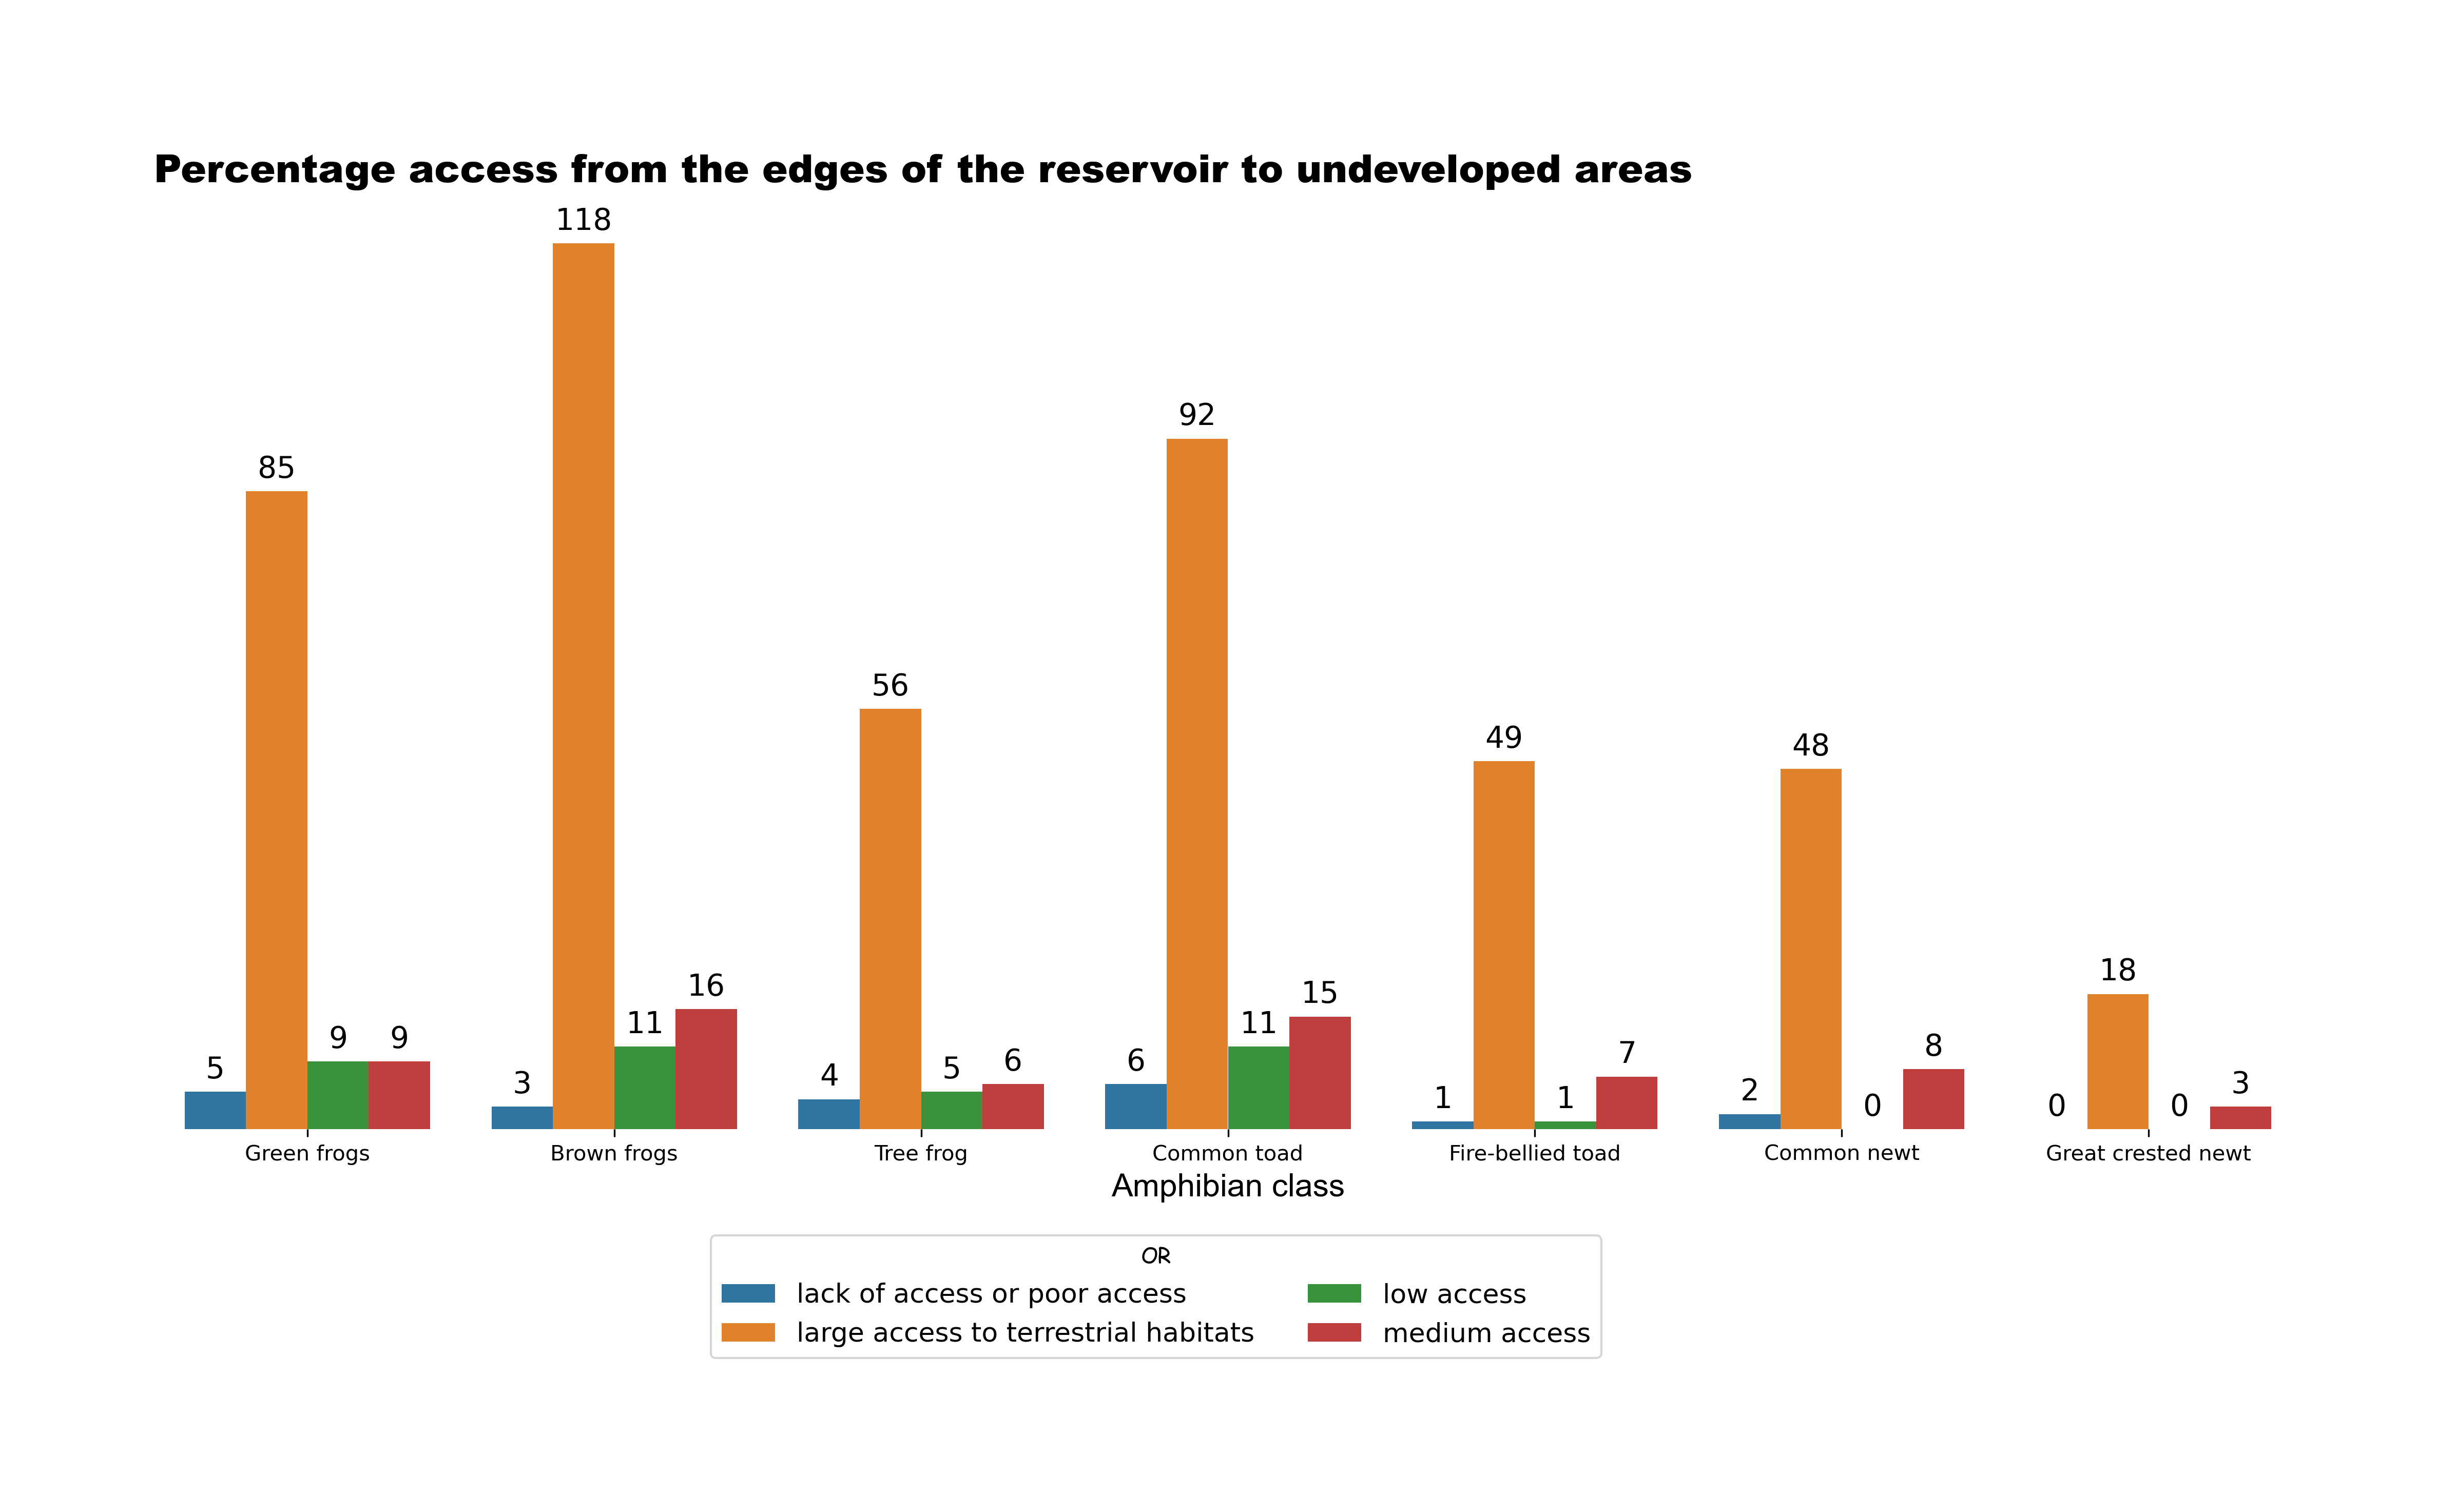 Percentage access from the edges of the reservoir to undeveloped areas
118
92
85
56
49
48
18
16
15
11
11
9
9
8
7
6
6
5
5
4
3
3
2
1
1
0
0
0
Green frogs
Brown frogs
Tree frog
Common toad
Fire-bellied toad
Common newt
Great crested newt
Amphibian class
OR
lack of access or poor access
low access
large access to terrestrial habitats
medium access